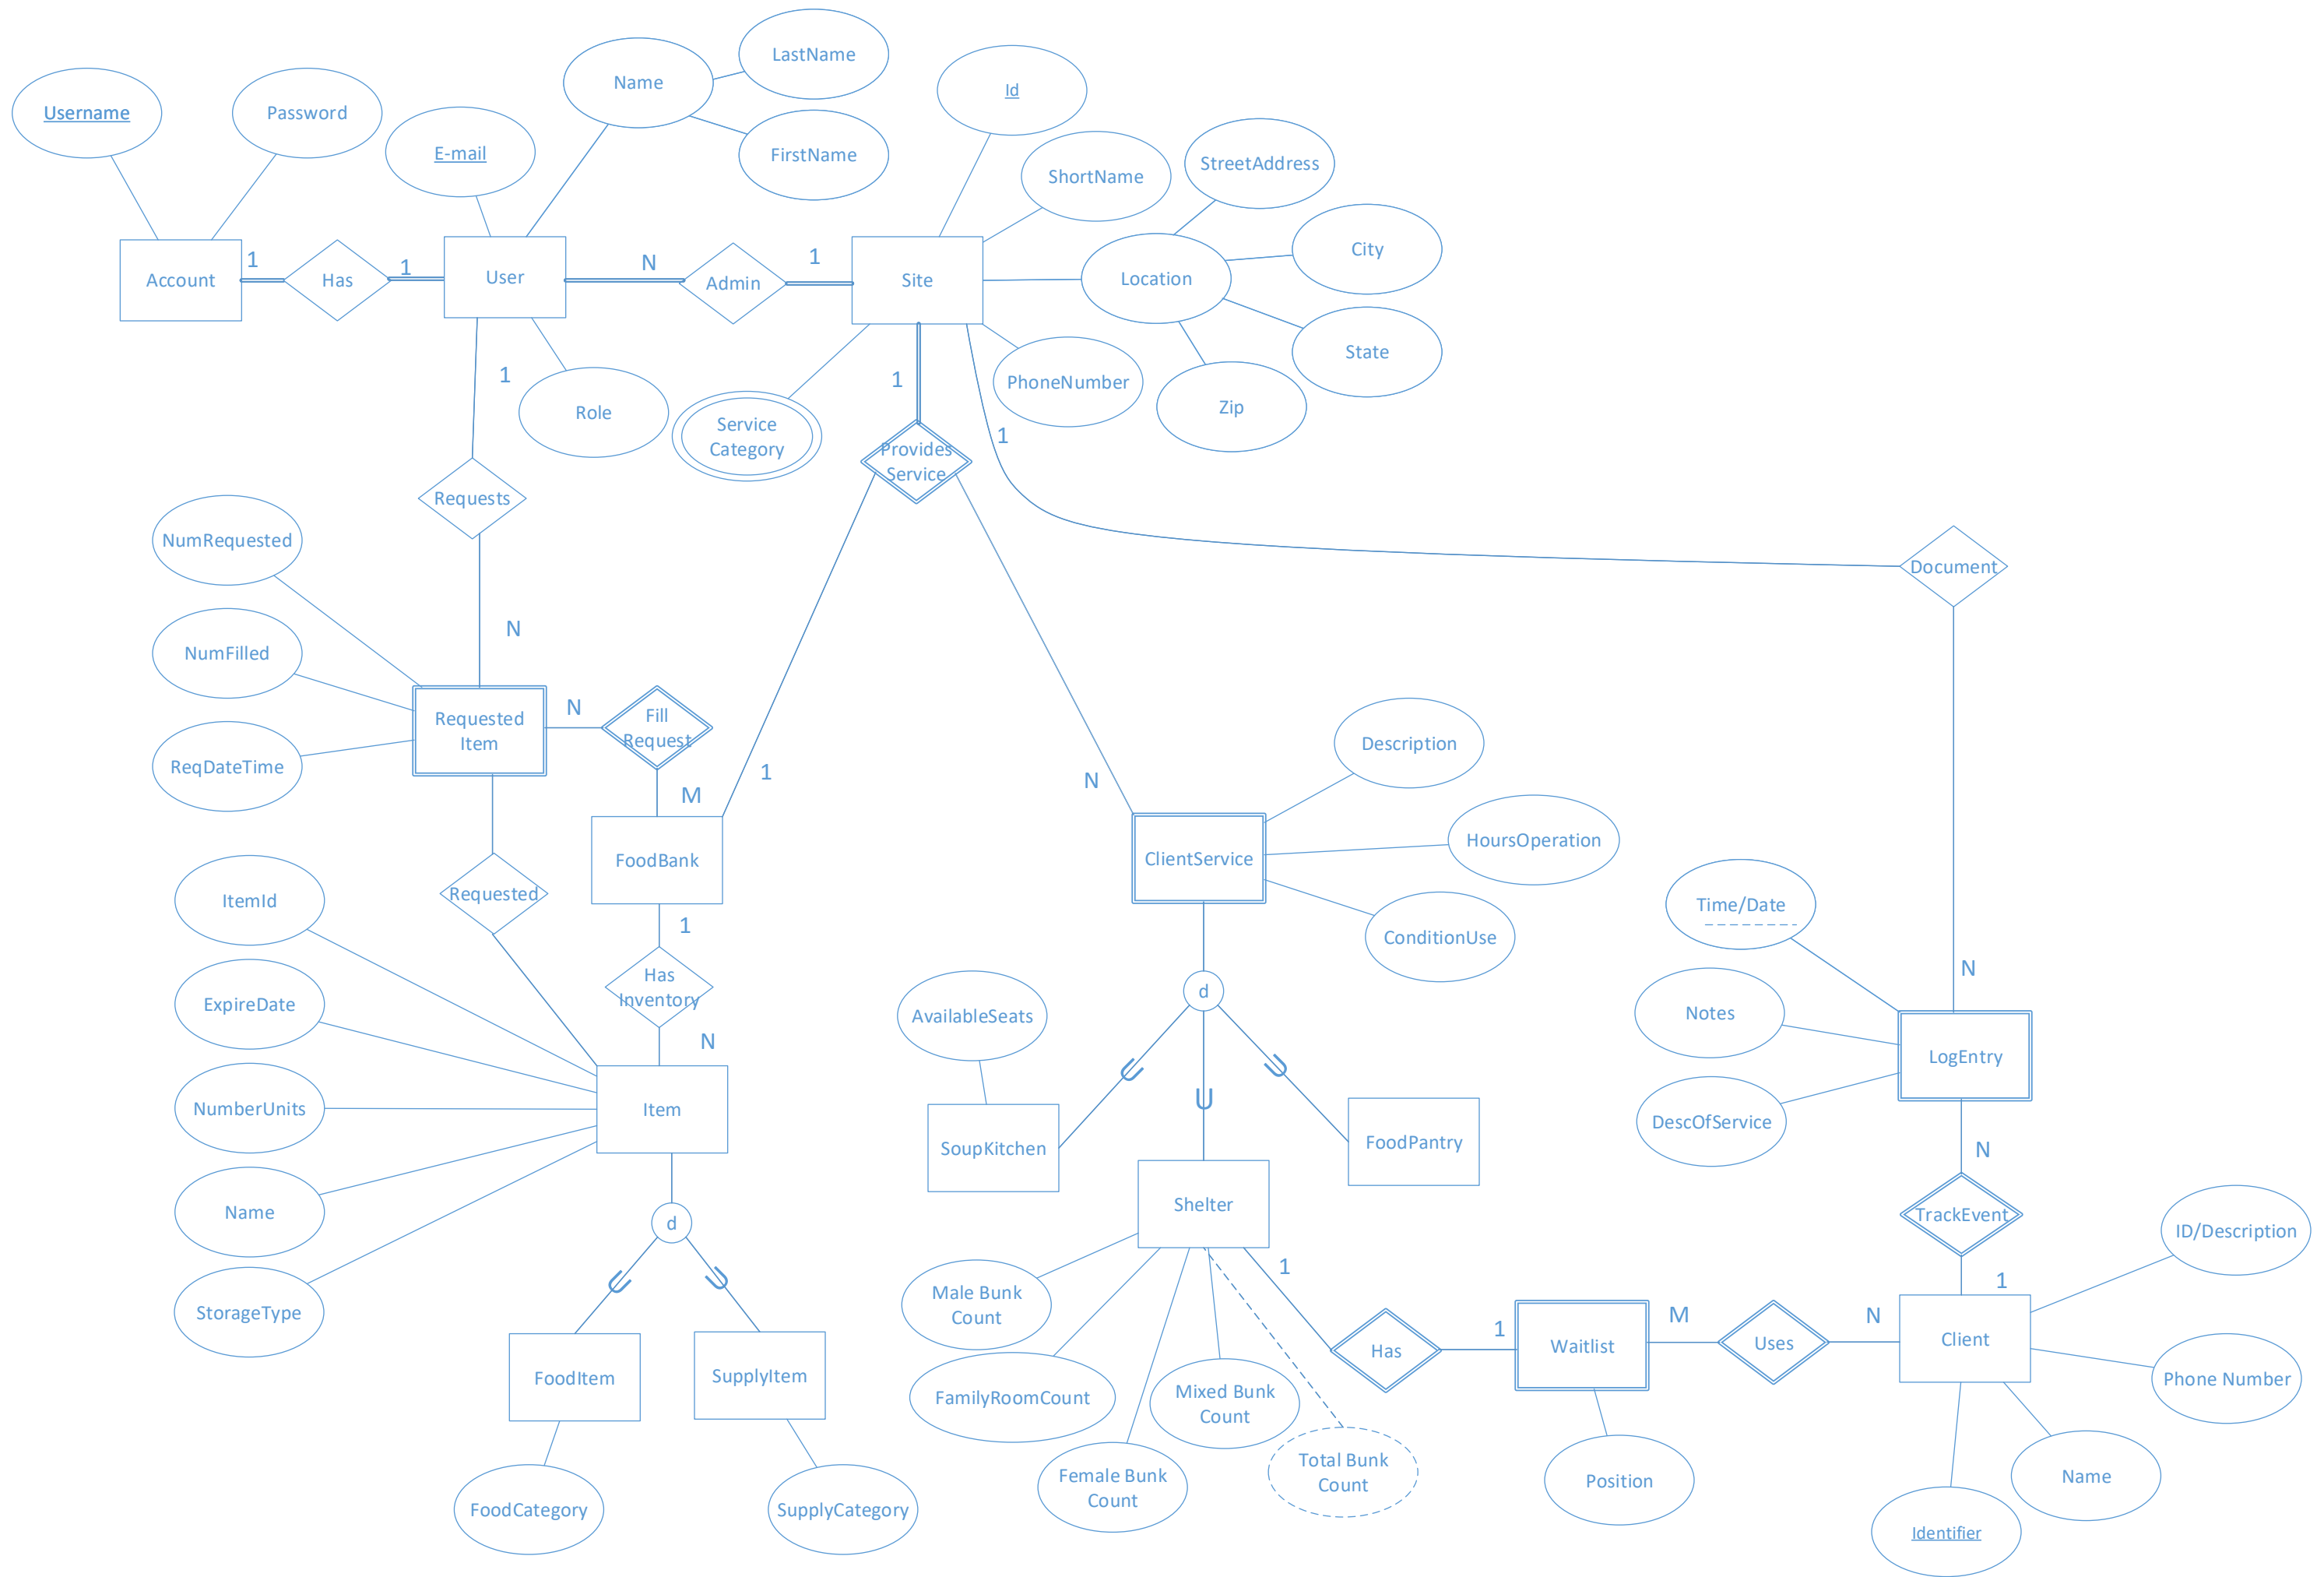 LastName
Name
Id
Username
Password
E-mail
FirstName
StreetAddress
ShortName
City
Account
1
Has
1
User
N
Admin
1
Site
Location
State
1
Role
Service
Category
1
PhoneNumber
Zip
Provides
Service
1
Requests
NumRequested
Document
N
NumFilled
Requested
Item
N
Fill
Request
ReqDateTime
M
1
N
Description
FoodBank
ClientService
HoursOperation
ItemId
Requested
1
ConditionUse
Time/Date
N
Has
Inventory
d
ExpireDate
AvailableSeats
Notes
N
LogEntry
NumberUnits
Item
SoupKitchen
FoodPantry
DescOfService
N
Name
d
Shelter
TrackEvent
ID/Description
1
1
StorageType
Male Bunk
Count
FoodItem
SupplyItem
FamilyRoomCount
Mixed Bunk
Count
Has
1
Waitlist
M
Uses
N
Client
Phone Number
Female Bunk
Count
Total Bunk
Count
Position
Name
FoodCategory
SupplyCategory
Identifier